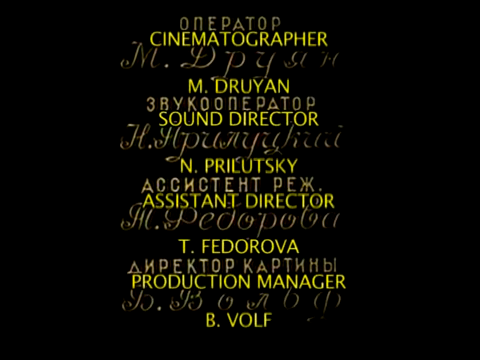 ОПЕРАТОР
CINEMATOGRAPHER
М. Друян
M. DRUYAN
ЗВУКООПЕРАТОР
SOUND DIRECTOR
Н. Прилуцкий
N. PRILUTSKY
АССИСТЕНТ РЕЖ.
ASSISTANT DIRECTOR
Т. Федорова
T. FEDOROVA
ДИРЕКТОР КАРТИНЫ
PRODUCTION MANAGER
Б. Вольф
B. VOLF